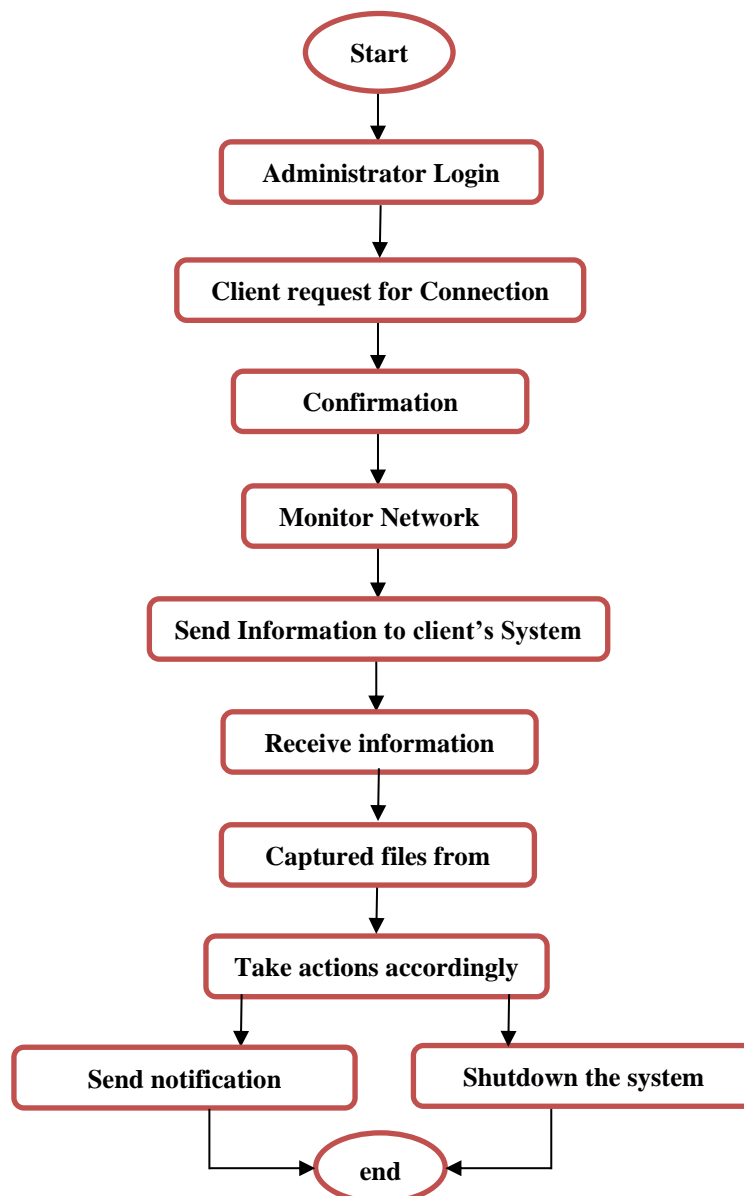 Start
Administrator Login
Client request for Connection
Confirmation
Monitor Network
Send Information to client’s System
Receive information
Captured files from
Take actions accordingly
Send notification
Shutdown the system
end